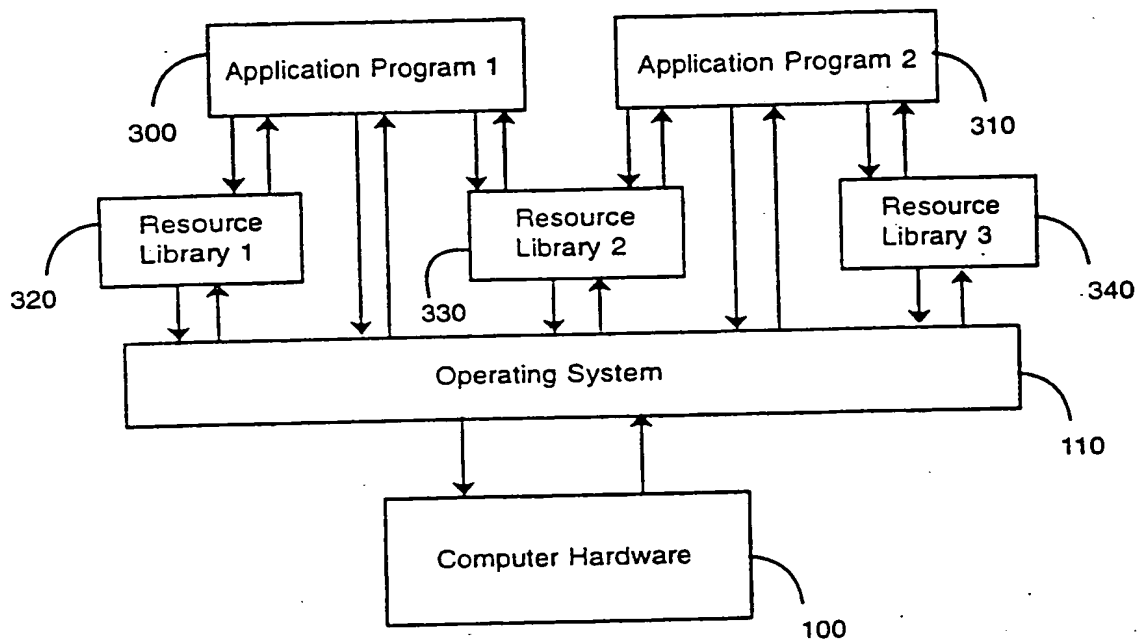 Application Program 1
Application Program 2
300
310
Resource
Library 1
Resource
Library 2
Resource
Library 3
320
330
340
Operating System
110
Computer Hardware
100